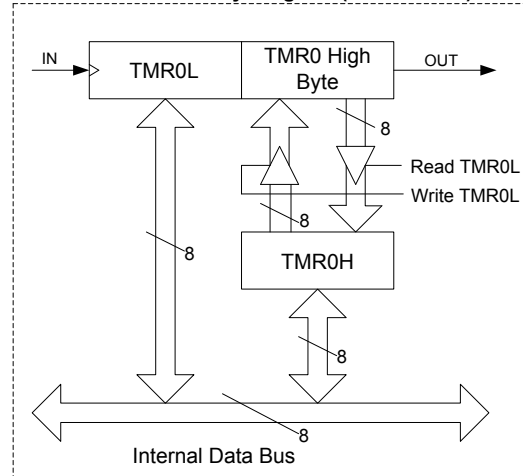 IN
TMR0L
TMR0 High
Byte
OUT
8
Read TMR0L
Write TMR0L
8
8
TMR0H
8
8
Internal Data Bus